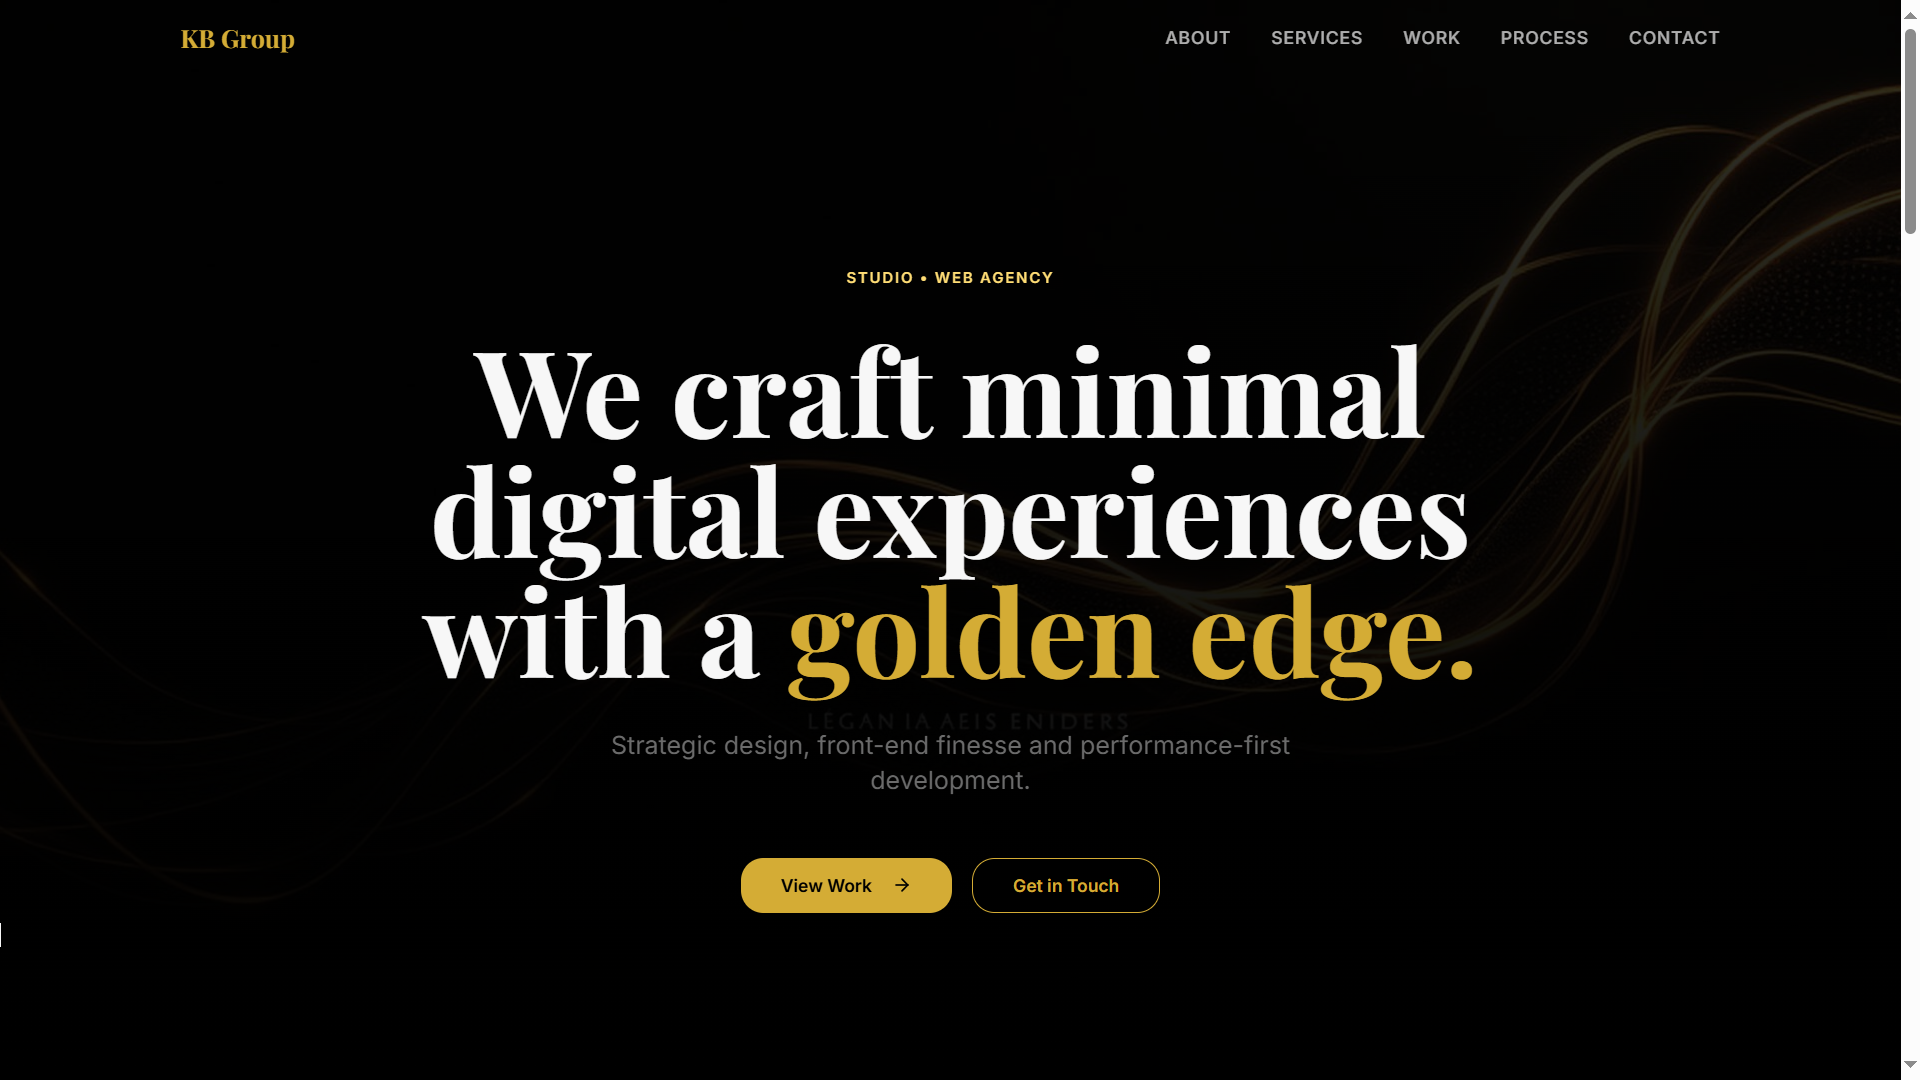 KB Group
ABOUT SERVICES WORK PROCESS CONTACT
STUDIO • WEB AGENCY
We craft minimal
digital experiences
with a golden edge.
LEGAN IA AEIS ENIDERS
Strategic design, front-end finesse and performance-first
development.
View Work →
Get in Touch